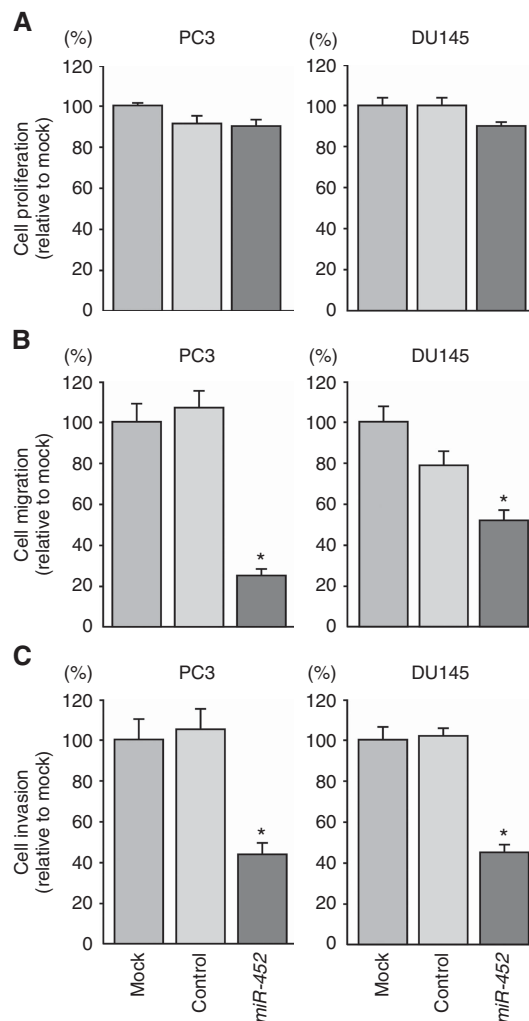 A
(%)
PC3
(%)
DU145
Cell proliferation
(relative to mock)
120
100
80
60
40
20
0
120
100
80
60
40
20
0
B
(%)
PC3
(%)
DU145
Cell migration
(relative to mock)
120
100
80
60
40
20
0
*
120
100
80
60
40
20
0
*
C
(%)
PC3
(%)
DU145
Cell invasion
(relative to mock)
120
100
80
60
40
20
0
*
120
100
80
60
40
20
0
*
Mock
Control
miR-452
Mock
Control
miR-452